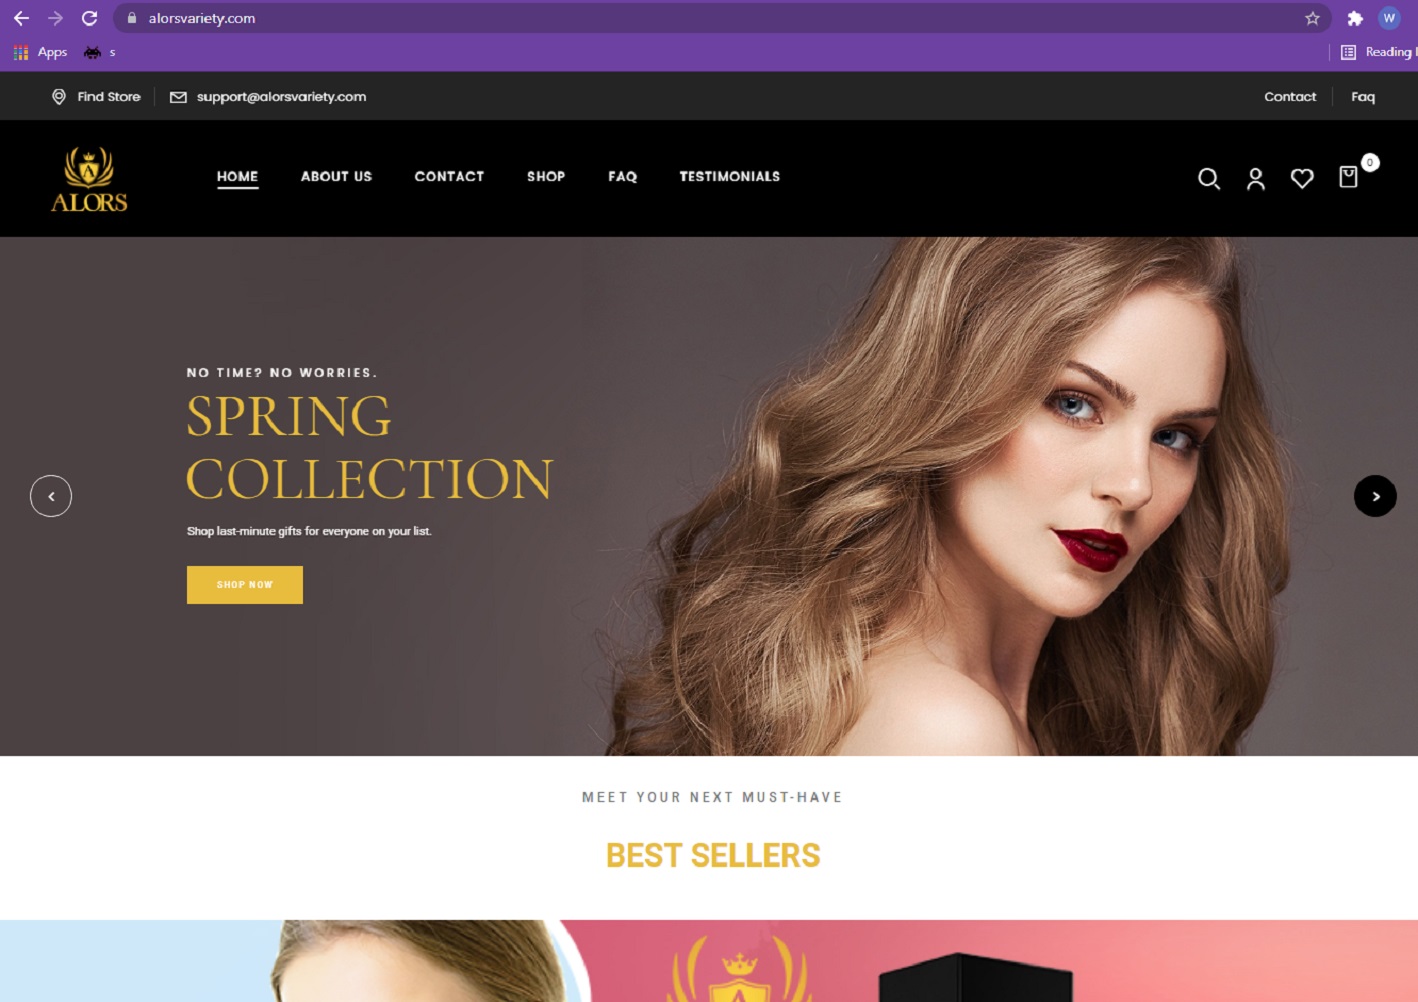 alorsvariety.com
W
Apps
s
Reading
Find Store
support@alorsvariety.com
Contact
Faq
A
ALORS
HOME
ABOUT US
CONTACT
SHOP
FAQ
TESTIMONIALS
0
NO TIME? NO WORRIES.
SPRING
COLLECTION
Shop last-minute gifts for everyone on your list.
SHOP NOW
MEET YOUR NEXT MUST-HAVE
BEST SELLERS